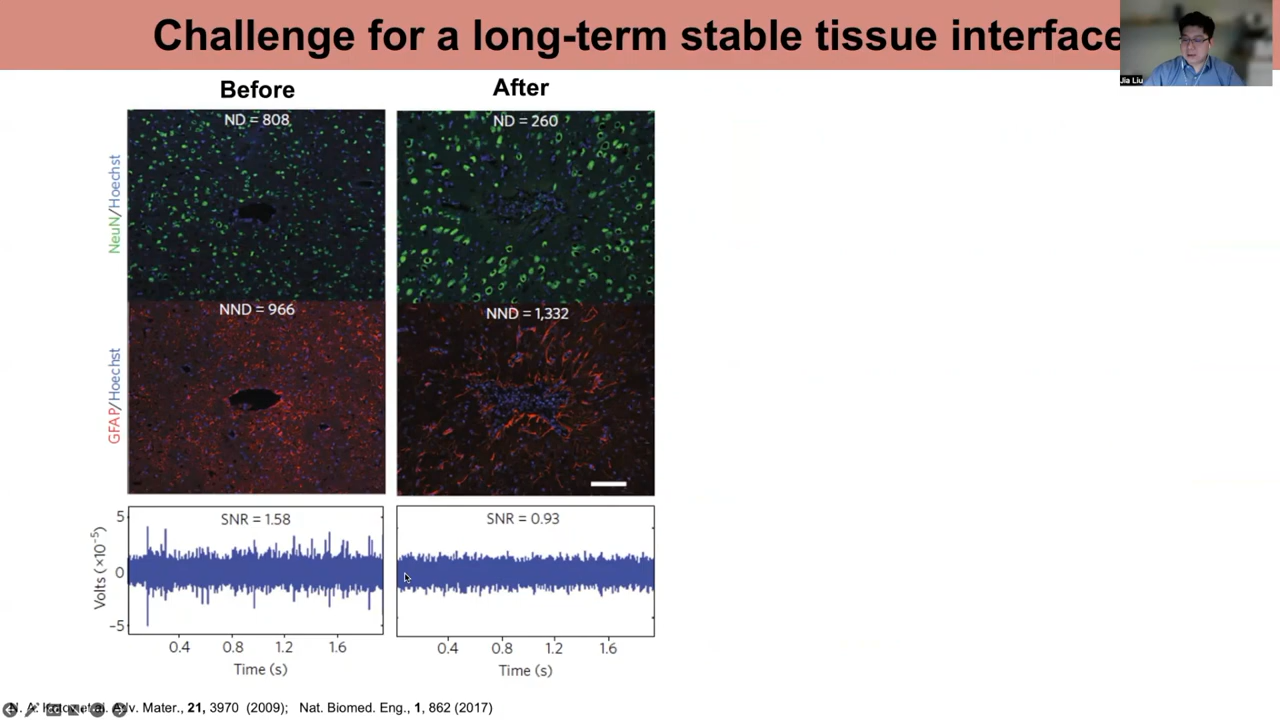 Challenge for a long-term stable tissue interface
Jia Liu
Before
After
ND = 808
ND = 260
NeuN/Hoechst
NND = 966
NND = 1,332
GFAP/Hoechst
SNR = 1.58
SNR = 0.93
Volts (×10⁻⁵)
5
0
−5
0.4 0.8 1.2 1.6
0.4 0.8 1.2 1.6
Time (s)
Time (s)
Adv. Mater., 21, 3970 (2009); Nat. Biomed. Eng., 1, 862 (2017)